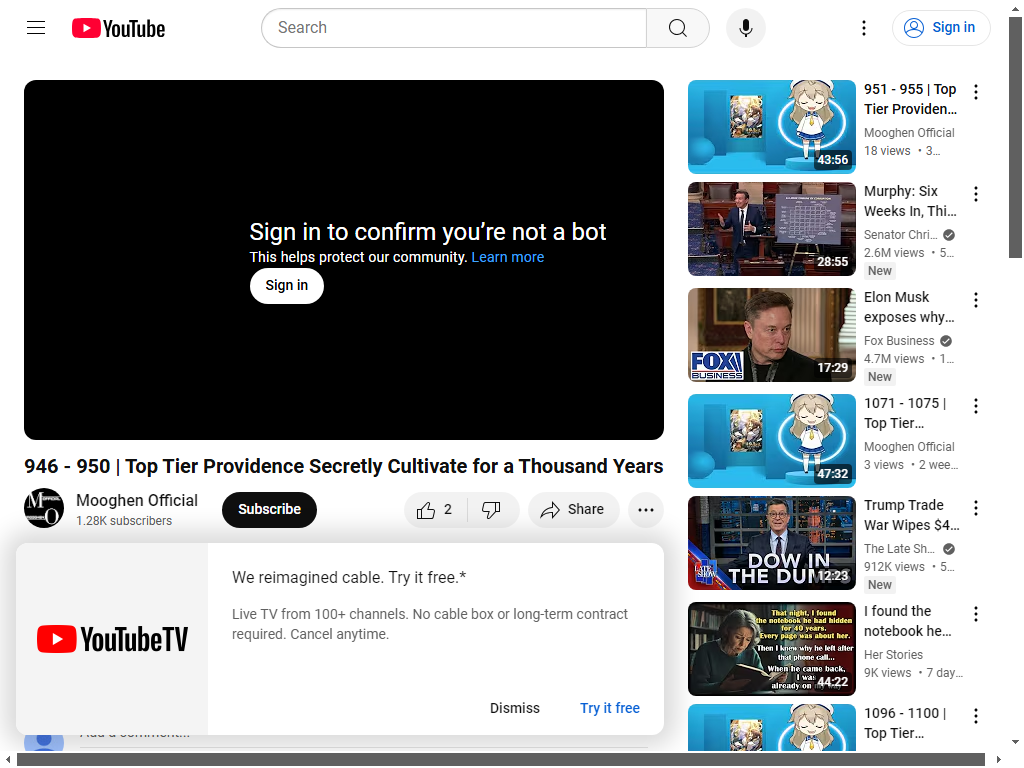 YouTube
Search
Sign in
Sign in to confirm you're not a bot
This helps protect our community. Learn more
Sign in
946 - 950 | Top Tier Providence Secretly Cultivate for a Thousand Years
Mooghen Official
1.28K subscribers
Subscribe
2
Share
We reimagined cable. Try it free.*
Live TV from 100+ channels. No cable box or long-term contract
required. Cancel anytime.
YouTubeTV
Dismiss
Try it free
Add a comment...
951 - 955 | Top
Tier Providen...
Mooghen Official
18 views • 3...
43:56
Murphy: Six
Weeks In, Thi...
Senator Chri...
2.6M views • 5...
New
28:55
Elon Musk
exposes why...
Fox Business
4.7M views • 1...
New
FOX
BUSINESS
17:29
1071 - 1075 |
Top Tier...
Mooghen Official
3 views • 2 wee...
47:32
Trump Trade
War Wipes $4...
The Late Sh...
912K views • 5...
New
LATE SHOW
DOW IN
THE DUMPS
12:23
I found the
notebook he...
Her Stories
9K views • 7 day...
That night, I found
the notebook he had hidden
for 40 years.
Every page was about her.
Then I knew why he left after
that phone call...
When he came back,
I was
already on my way
44:22
1096 - 1100 |
Top Tier...